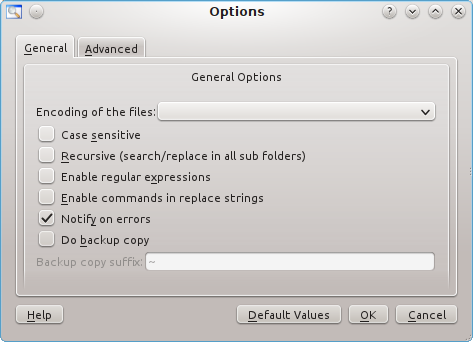 Options
General Advanced
General Options
Encoding of the files:
Case sensitive
Recursive (search/replace in all sub folders)
Enable regular expressions
Enable commands in replace strings
Notify on errors
Do backup copy
Backup copy suffix: ~
Help Default Values OK Cancel